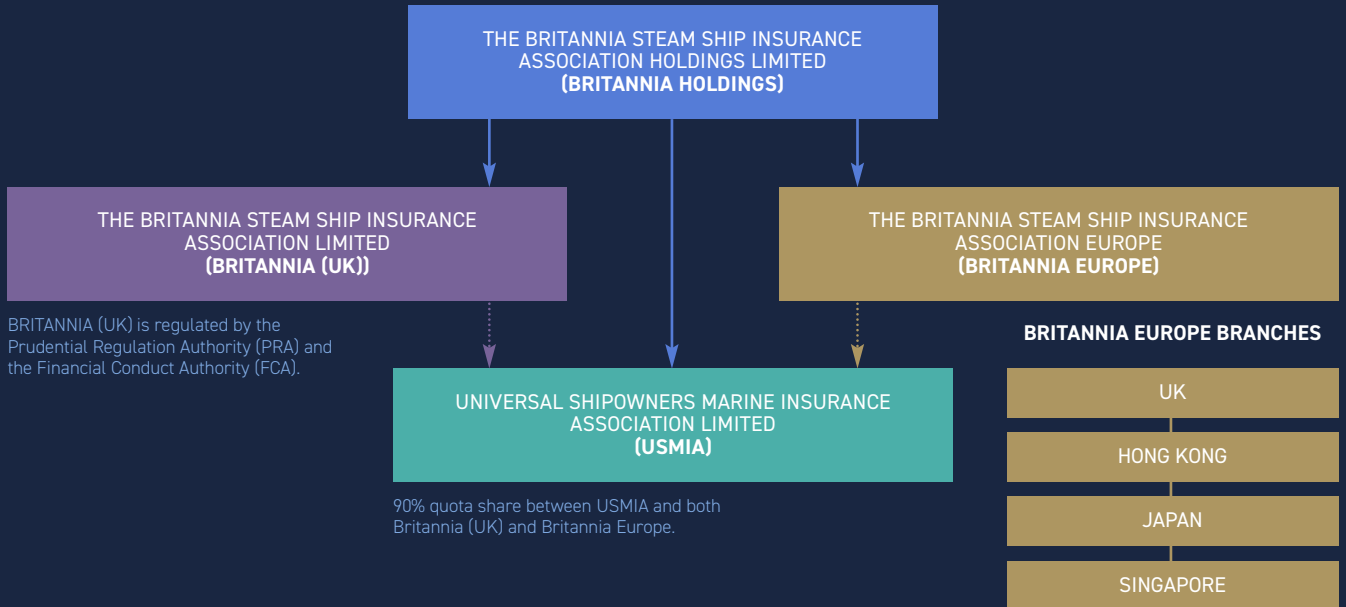 THE BRITANNIA STEAM SHIP INSURANCE
ASSOCIATION HOLDINGS LIMITED
(BRITANNIA HOLDINGS)
THE BRITANNIA STEAM SHIP INSURANCE
ASSOCIATION LIMITED
(BRITANNIA (UK))
THE BRITANNIA STEAM SHIP INSURANCE
ASSOCIATION EUROPE
(BRITANNIA EUROPE)
BRITANNIA (UK) is regulated by the
Prudential Regulation Authority (PRA) and
the Financial Conduct Authority (FCA).
UNIVERSAL SHIPOWNERS MARINE INSURANCE
ASSOCIATION LIMITED
(USMIA)
90% quota share between USMIA and both
Britannia (UK) and Britannia Europe.
BRITANNIA EUROPE BRANCHES
UK
HONG KONG
JAPAN
SINGAPORE